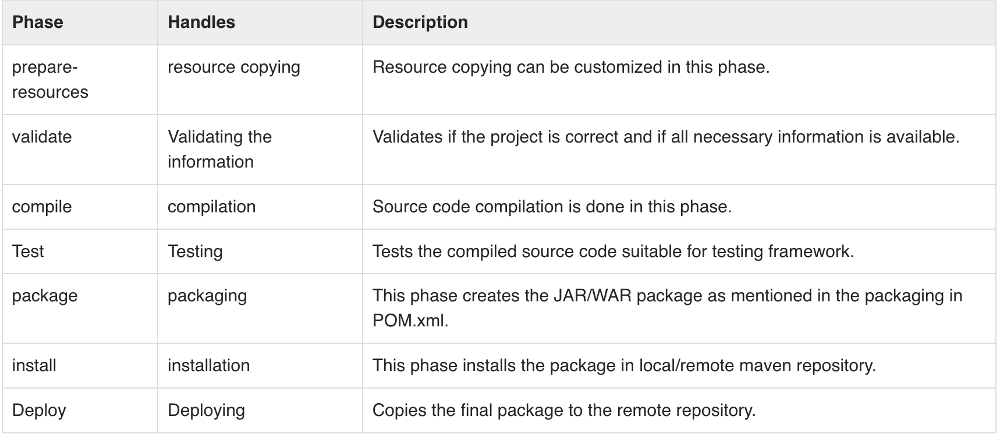 Phase Handles Description
prepare- resource copying Resource copying can be customized in this phase.
resources
validate Validating the Validates if the project is correct and if all necessary information is available.
information
compile compilation Source code compilation is done in this phase.
Test Testing Tests the compiled source code suitable for testing framework.
package packaging This phase creates the JAR/WAR package as mentioned in the packaging in
POM.xml.
install installation This phase installs the package in local/remote maven repository.
Deploy Deploying Copies the final package to the remote repository.